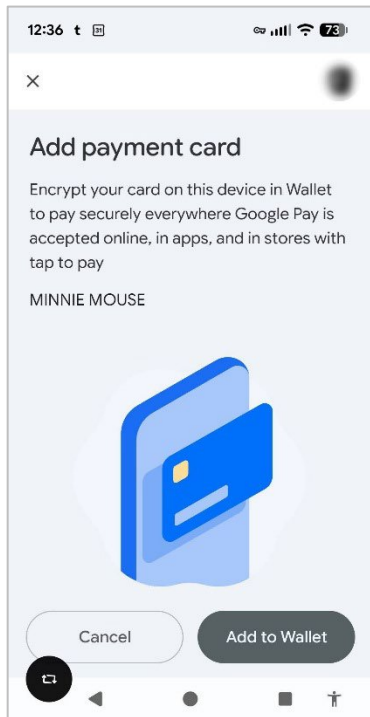 12:36 t 31 73
Add payment card
Encrypt your card on this device in Wallet
to pay securely everywhere Google Pay is
accepted online, in apps, and in stores with
tap to pay
MINNIE MOUSE
Cancel
Add to Wallet